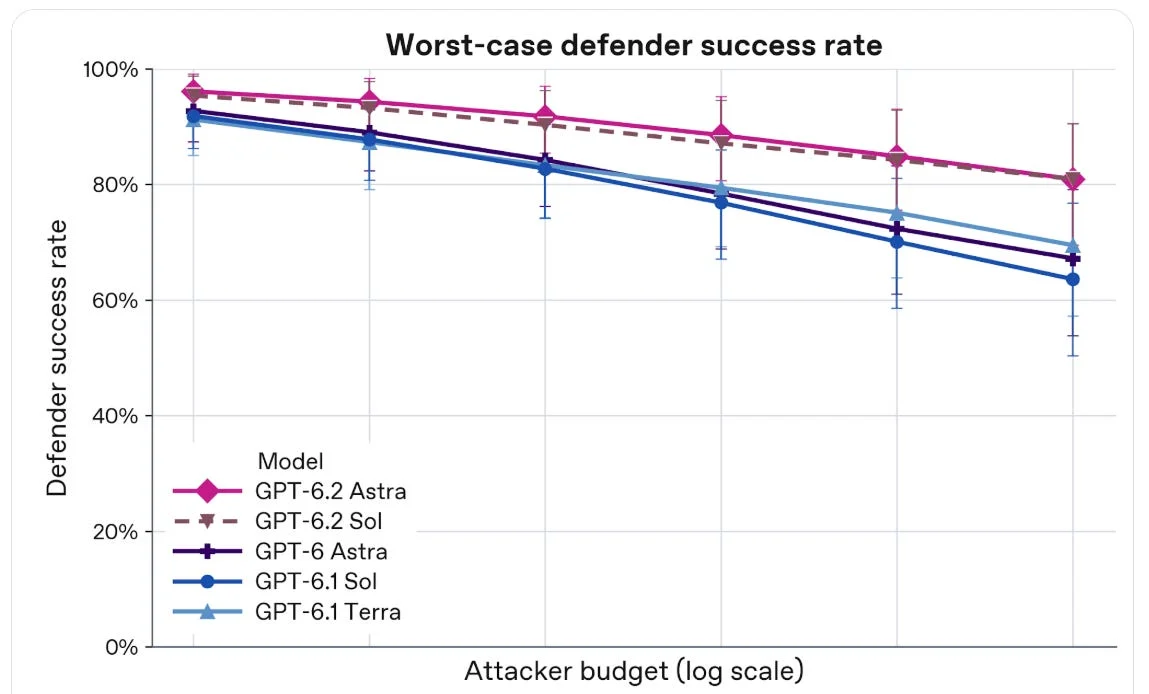 Worst-case defender success rate
100%
80%
60%
40%
20%
0%
Defender success rate
Model
GPT-6.2 Astra
GPT-6.2 Sol
GPT-6 Astra
GPT-6.1 Sol
GPT-6.1 Terra
Attacker budget (log scale)